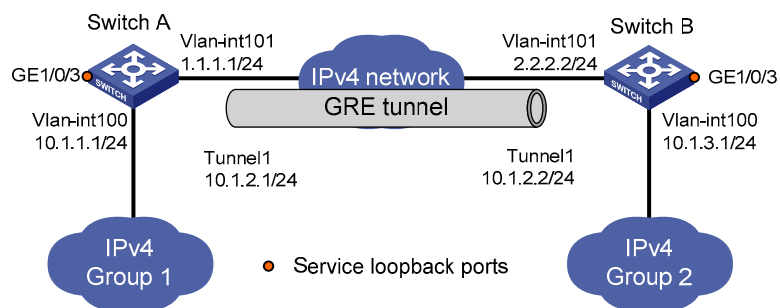 Switch A
Switch B
Vlan-int101
1.1.1.1/24
Vlan-int101
2.2.2.2/24
GE1/0/3
SWITCH
IPv4 network
SWITCH
GE1/0/3
GRE tunnel
Vlan-int100
10.1.1.1/24
Vlan-int100
10.1.3.1/24
Tunnel1
10.1.2.1/24
Tunnel1
10.1.2.2/24
IPv4
Group 1
Service loopback ports
IPv4
Group 2